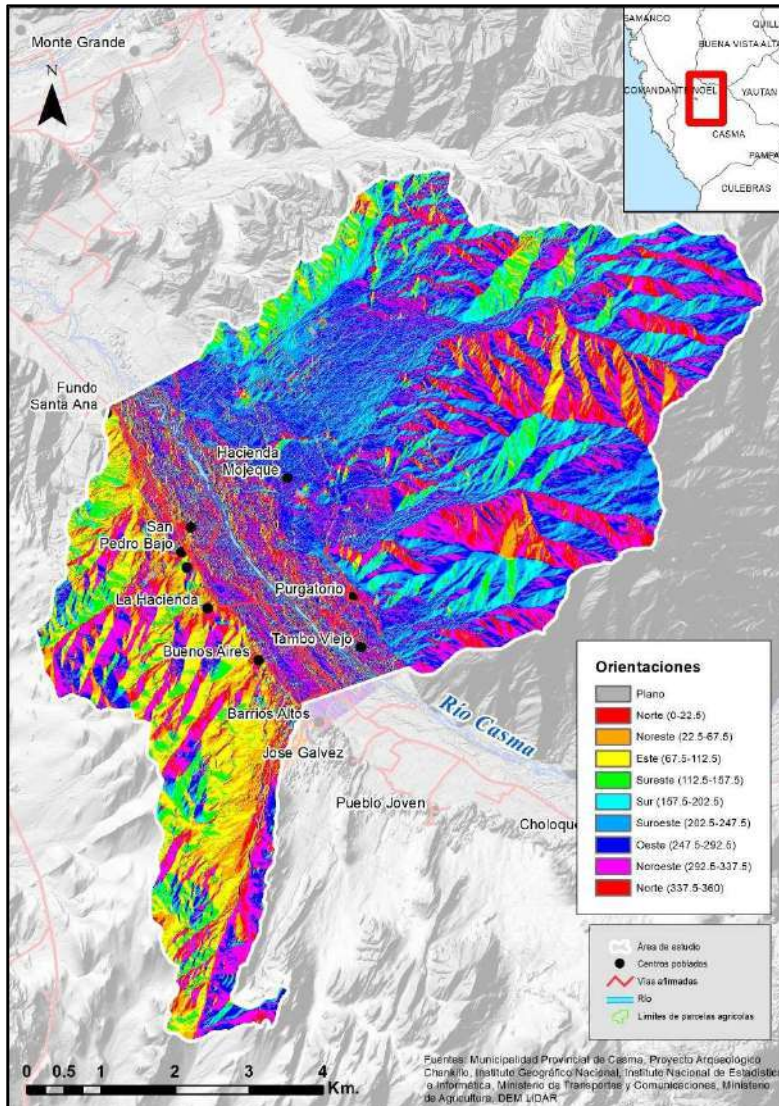 Monte Grande
N
SAMANCO
QUILL
BUENA VISTA ALTA
COMANDANTE NOEL
YAUTAN
CASMA
PAMPA
CULEBRAS
Fundo
Santa Ana
Hacienda
Mojeque
San
Pedro Bajo
La Hacienda
Purgatorio
Tambo Viejo
Buenos Aires
Barrios Altos
Río Casma
Jose Galvez
Pueblo Joven
Choloque
Orientaciones
Plano
Norte (0-22.5)
Noreste (22.5-67.5)
Este (67.5-112.5)
Sureste (112.5-157.5)
Sur (157.5-202.5)
Suroeste (202.5-247.5)
Oeste (247.5-292.5)
Noroeste (292.5-337.5)
Norte (337.5-360)
Área de estudio
Centros poblados
Vías afirmadas
Río
Límites de parcelas agrícolas
0 0.5 1 2 3 4
Km.
Fuentes: Municipalidad Provincial de Casma, Proyecto Arqueológico
Chankillo, Instituto Geográfico Nacional, Instituto Nacional de Estadística
e Informática, Ministerio de Transportes y Comunicaciones, Ministerio
de Agricultura, DEM LiDAR